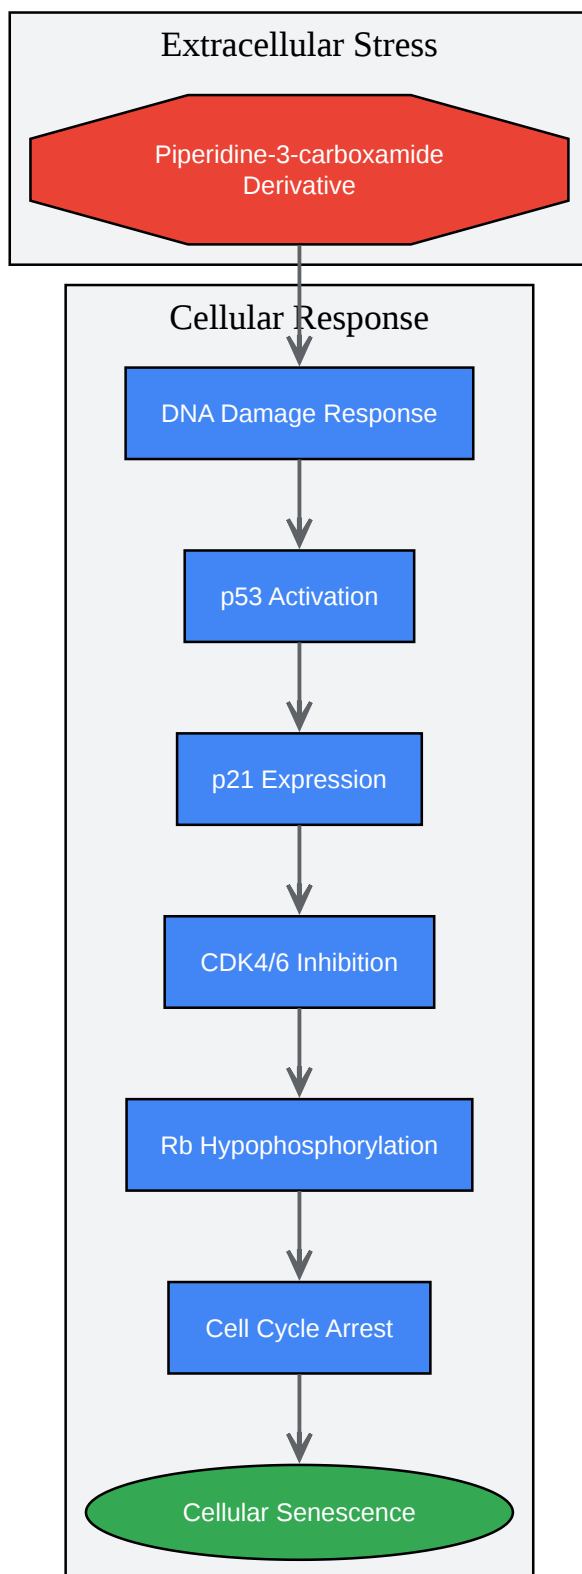 Extracellular Stress
Piperidine-3-carboxamide
Derivative
Cellular Response
DNA Damage Response
p53 Activation
p21 Expression
CDK4/6 Inhibition
Rb Hypophosphorylation
Cell Cycle Arrest
Cellular Senescence